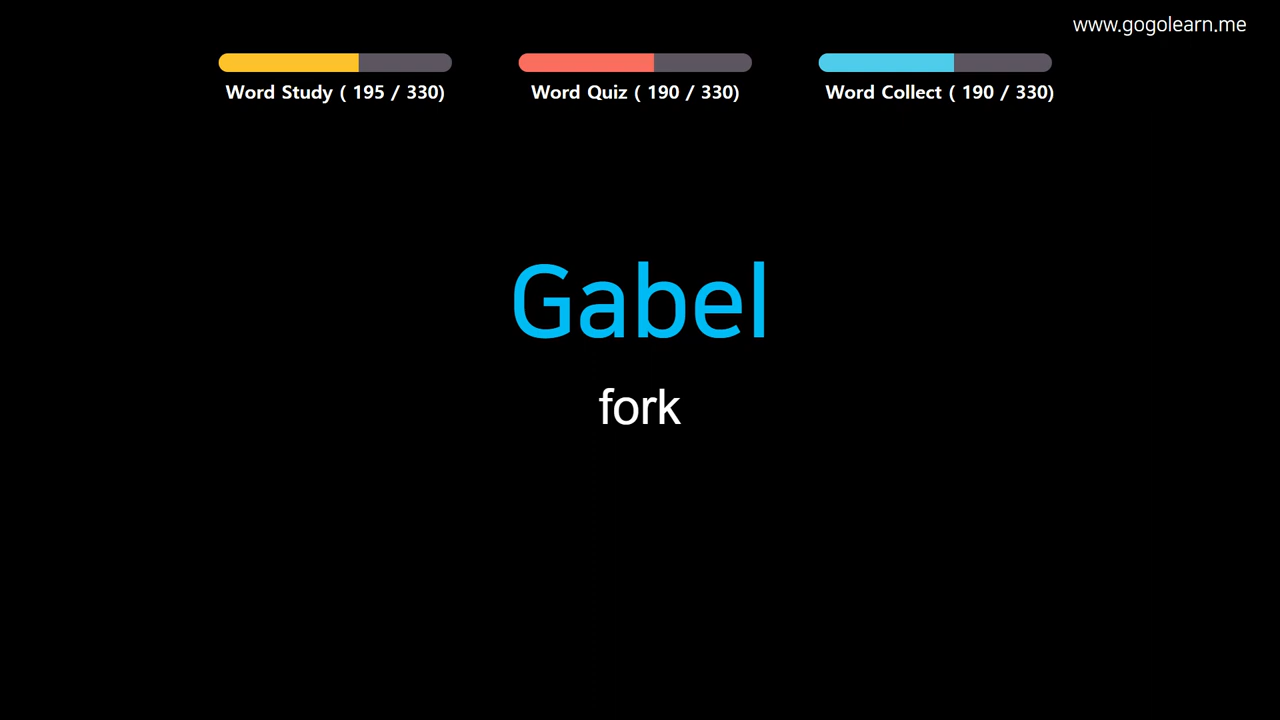 www.gogolearn.me
Word Study ( 195 / 330)
Word Quiz ( 190 / 330)
Word Collect ( 190 / 330)
Gabel
fork